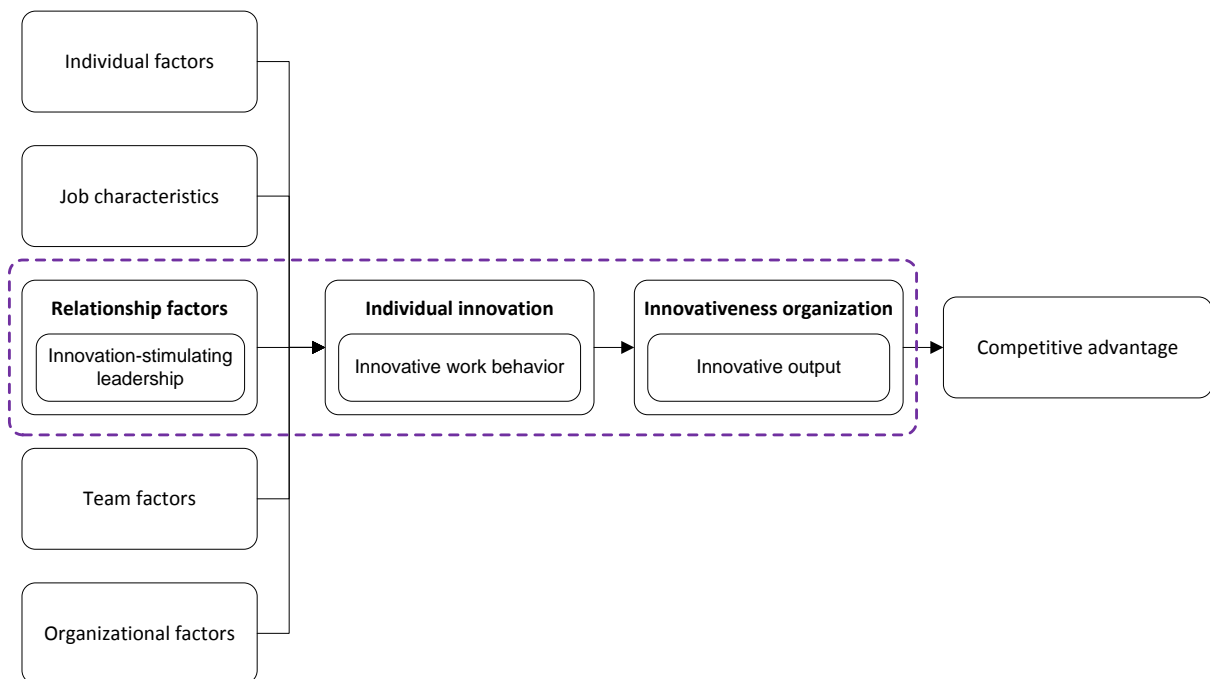 Individual factors
Job characteristics
Relationship factors
Innovation-stimulating
leadership
Individual innovation
Innovative work behavior
Innovativeness organization
Innovative output
Competitive advantage
Team factors
Organizational factors